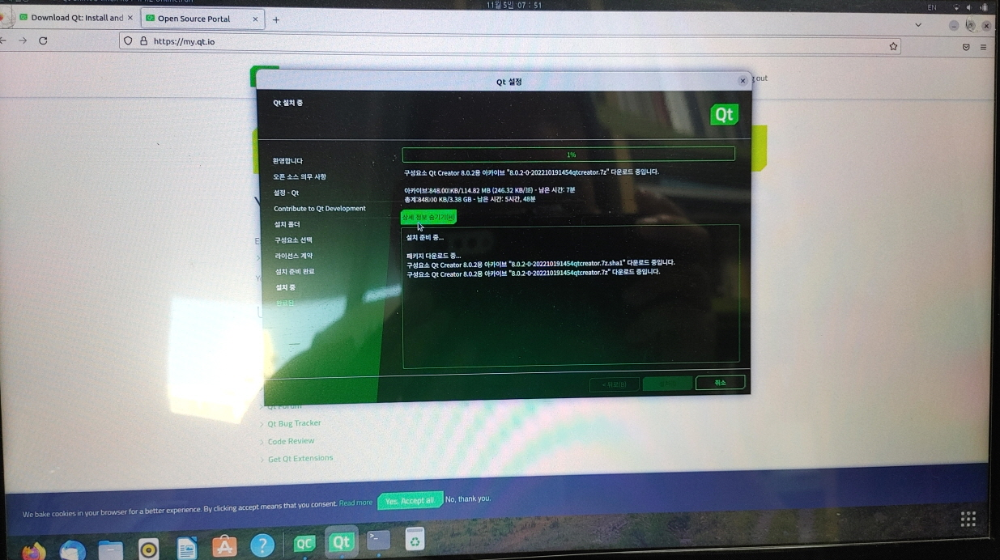 11월 5일 07 : 51
EN
Download Qt: Install and
Open Source Portal
https://my.qt.io
out
Qt 설정
Qt 설치 중
Qt
환영합니다
오픈 소스 의무 사항
설정 - Qt
Contribute to Qt Development
설치 폴더
구성요소 선택
라이선스 계약
설치 준비 완료
설치 중
완료된
1%
구성요소 Qt Creator 8.0.2용 아카이브 "8.0.2-0-202210191454qtcreator.7z" 다운로드 중입니다.
아카이브:848.00 KB/114.82 MB (246.32 KB/초) - 남은 시간: 7분
총계:848.00 KB/3.38 GB - 남은 시간: 5시간, 48분
상세 정보 숨기기(H)
설치 준비 중...
패키지 다운로드 중...
구성요소 Qt Creator 8.0.2용 아카이브 "8.0.2-0-202210191454qtcreator.7z.sha1" 다운로드 중입니다.
구성요소 Qt Creator 8.0.2용 아카이브 "8.0.2-0-202210191454qtcreator.7z" 다운로드 중입니다.
< 뒤로(B)
취소
Qt Forum
Qt Bug Tracker
Code Review
Get Qt Extensions
We bake cookies in your browser for a better experience. By clicking accept means that you consent. Read more
Yes, Accept all.
No, thank you.
QC
Qt